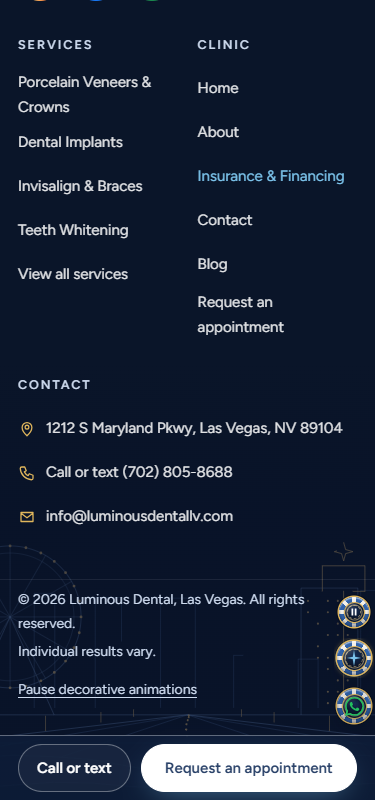 SERVICES
Porcelain Veneers &
Crowns
Dental Implants
Invisalign & Braces
Teeth Whitening
View all services
CLINIC
Home
About
Insurance & Financing
Contact
Blog
Request an
appointment
CONTACT
1212 S Maryland Pkwy, Las Vegas, NV 89104
Call or text (702) 805-8688
info@luminousdentallv.com
© 2026 Luminous Dental, Las Vegas. All rights
reserved.
Individual results vary.
Pause decorative animations
Call or text
Request an appointment